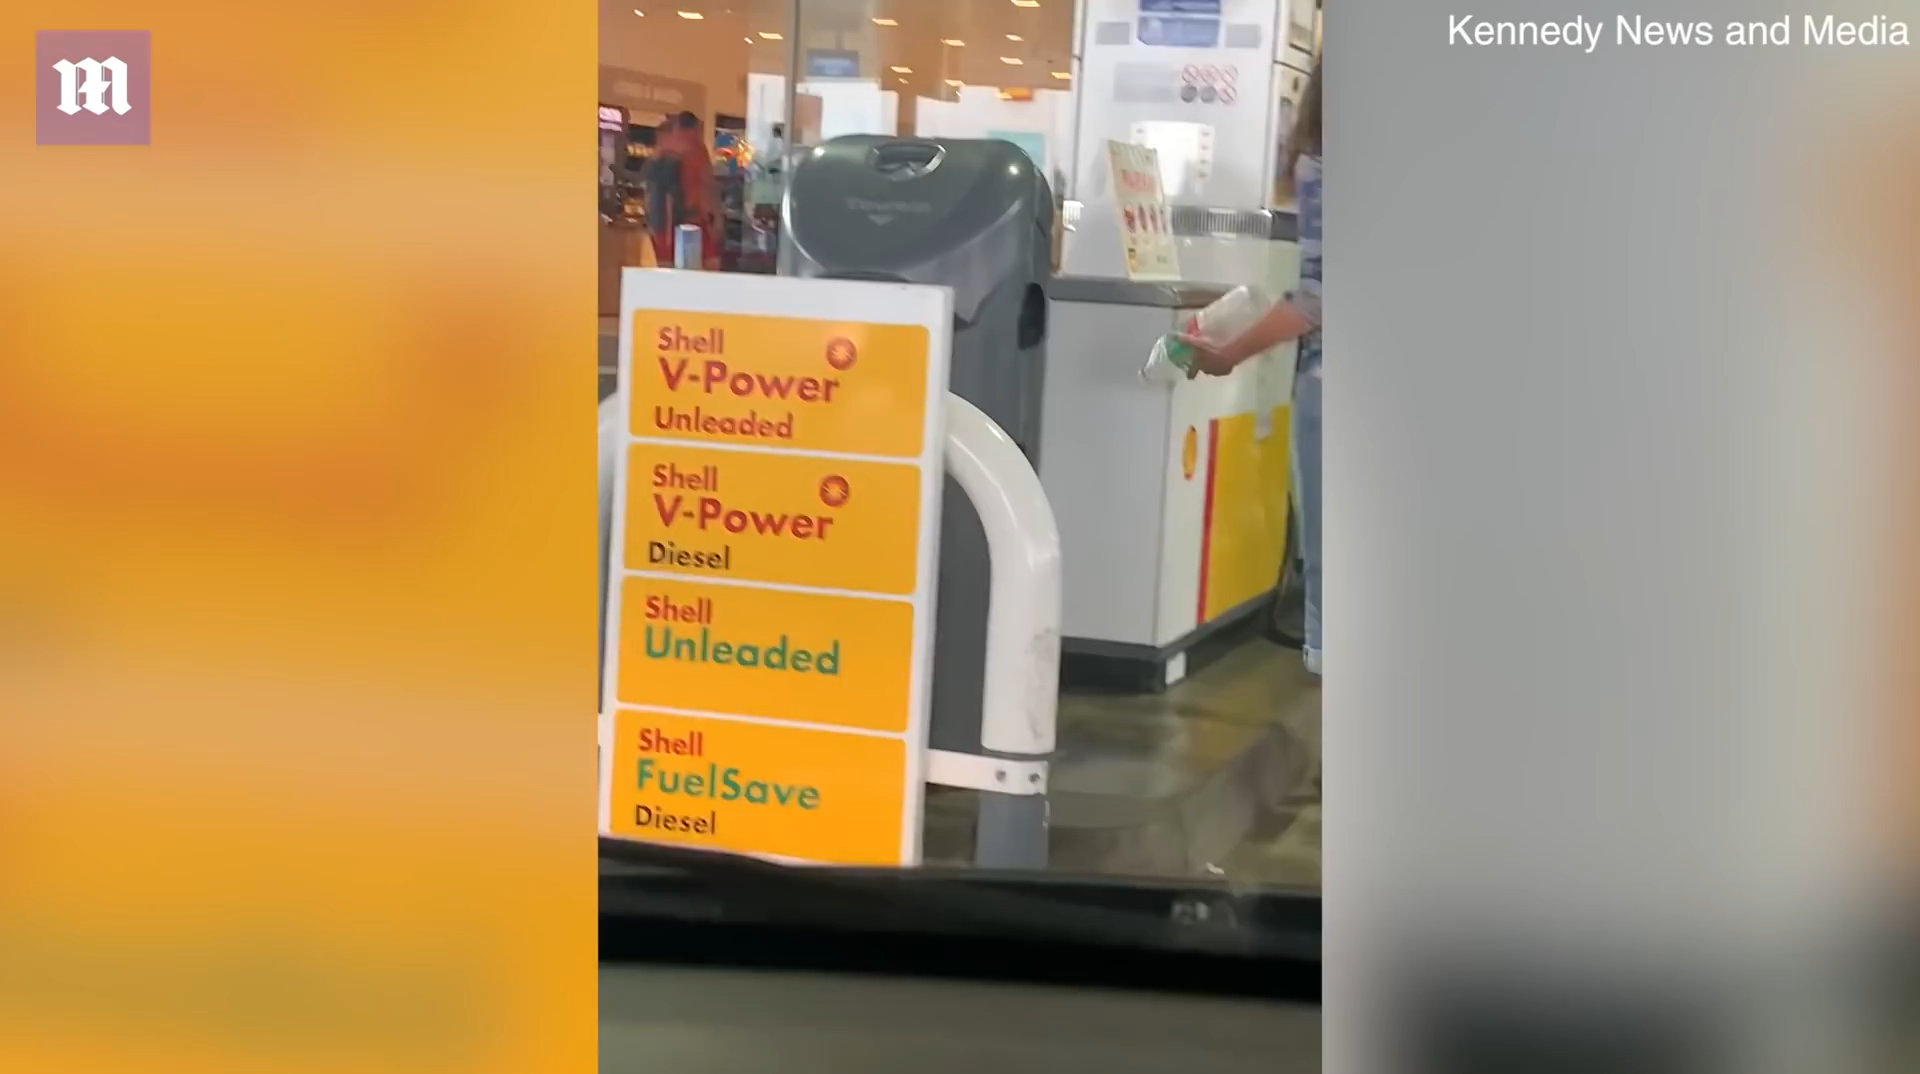 Kennedy News and Media
Shell
V-Power
Unleaded
Shell
V-Power
Diesel
Shell
Unleaded
Shell
FuelSave
Diesel